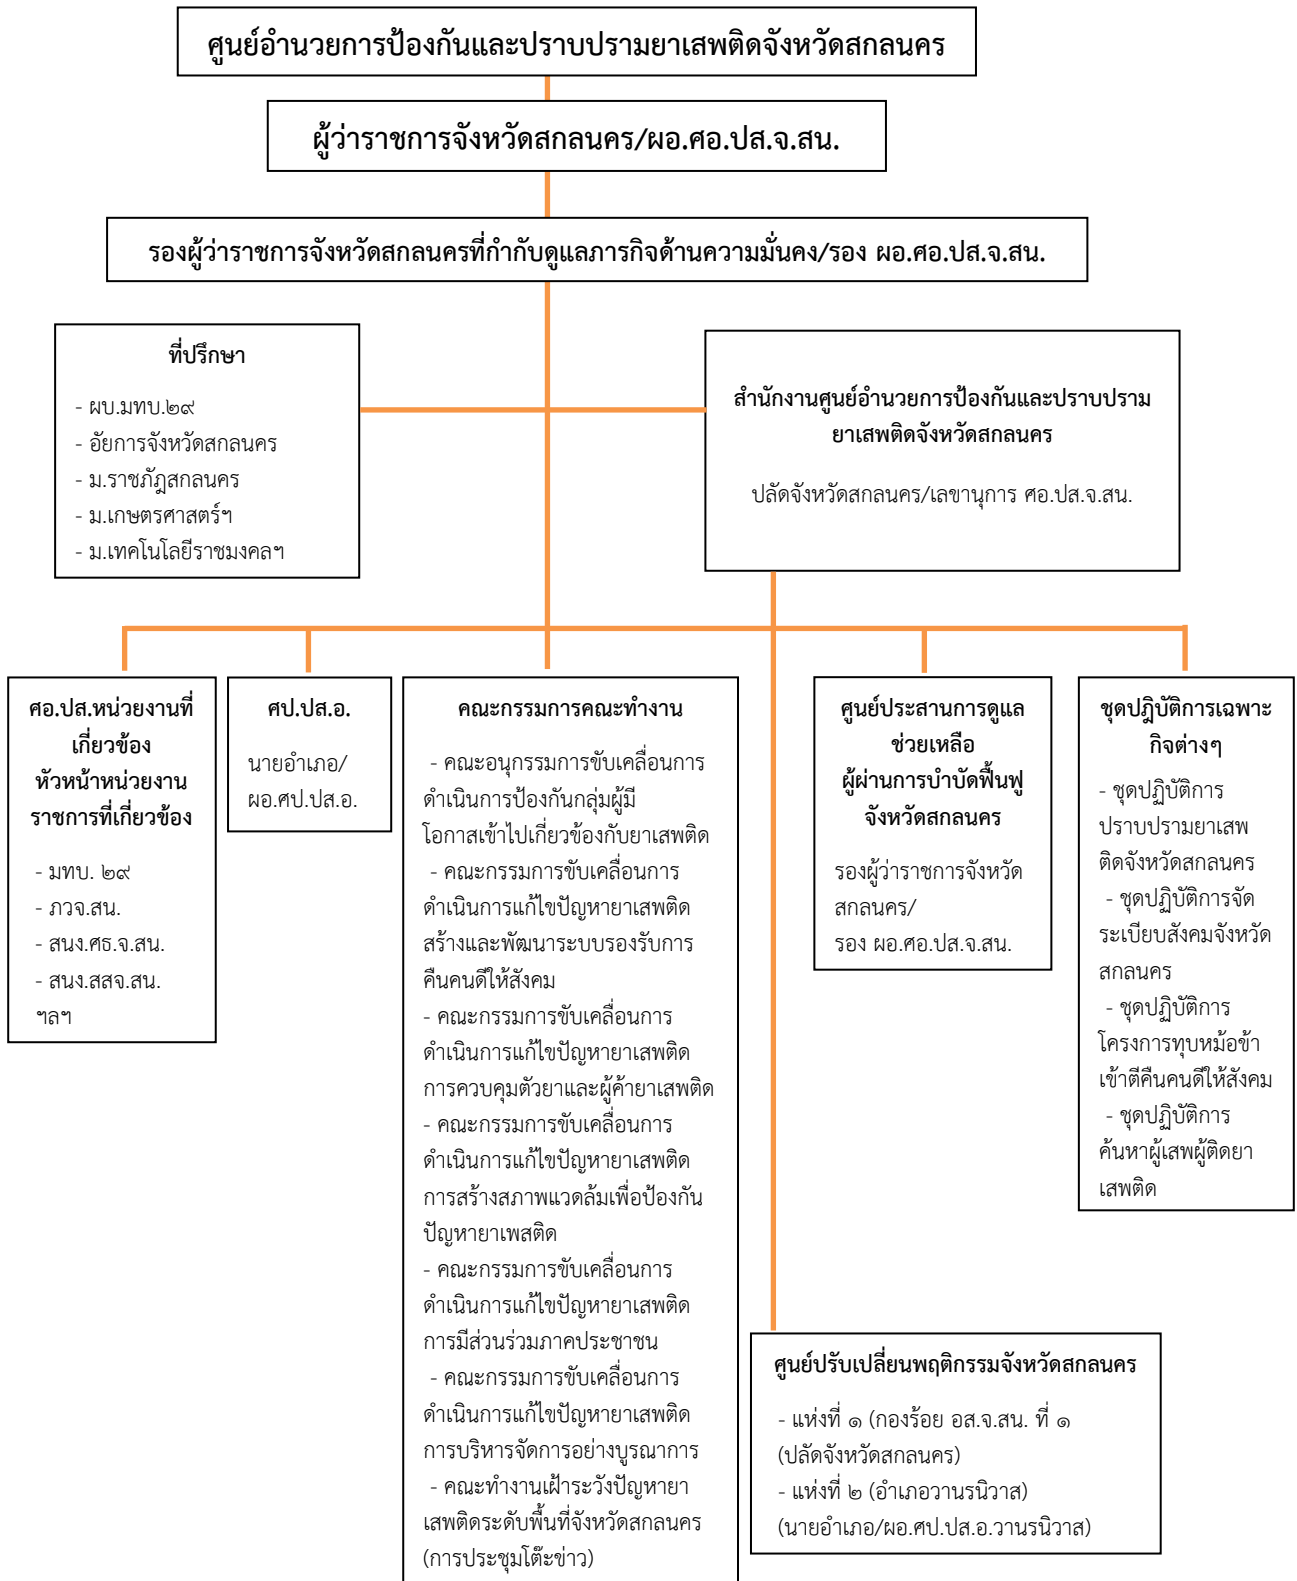 ศูนย์อำนวยการป้องกันและปราบปรามยาเสพติดจังหวัดสกลนคร
ผู้ว่าราชการจังหวัดสกลนคร/ผอ.ศอ.ปส.จ.สน.
รองผู้ว่าราชการจังหวัดสกลนครที่กำกับดูแลภารกิจด้านความมั่นคง/รอง ผอ.ศอ.ปส.จ.สน.
ที่ปรึกษา
- ผบ.มทบ.๒๙
- อัยการจังหวัดสกลนคร
- ม.ราชภัฎสกลนคร
- ม.เกษตรศาสตร์ฯ
- ม.เทคโนโลยีราชมงคลฯ
สำนักงานศูนย์อำนวยการป้องกันและปราบปราม
ยาเสพติดจังหวัดสกลนคร
ปลัดจังหวัดสกลนคร/เลขานุการ ศอ.ปส.จ.สน.
ศอ.ปส.หน่วยงานที่
เกี่ยวข้อง
หัวหน้าหน่วยงาน
ราชการที่เกี่ยวข้อง
- มทบ. ๒๙
- ภวจ.สน.
- สนง.ศธ.จ.สน.
- สนง.สสจ.สน.
ฯลฯ
ศป.ปส.อ.
นายอำเภอ/
ผอ.ศป.ปส.อ.
คณะกรรมการคณะทำงาน
- คณะอนุกรรมการขับเคลื่อนการ
ดำเนินการป้องกันกลุ่มผู้มี
โอกาสเข้าไปเกี่ยวข้องกับยาเสพติด
- คณะกรรมการขับเคลื่อนการ
ดำเนินการแก้ไขปัญหายาเสพติด
สร้างและพัฒนาระบบรองรับการ
คืนคนดีให้สังคม
- คณะกรรมการขับเคลื่อนการ
ดำเนินการแก้ไขปัญหายาเสพติด
การควบคุมตัวยาและผู้ค้ายาเสพติด
- คณะกรรมการขับเคลื่อนการ
ดำเนินการแก้ไขปัญหายาเสพติด
การสร้างสภาพแวดล้มเพื่อป้องกัน
ปัญหายาเพสติด
- คณะกรรมการขับเคลื่อนการ
ดำเนินการแก้ไขปัญหายาเสพติด
การมีส่วนร่วมภาคประชาชน
- คณะกรรมการขับเคลื่อนการ
ดำเนินการแก้ไขปัญหายาเสพติด
การบริหารจัดการอย่างบูรณาการ
- คณะทำงานเฝ้าระวังปัญหายา
เสพติดระดับพื้นที่จังหวัดสกลนคร
(การประชุมโต๊ะข่าว)
ศูนย์ประสานการดูแล
ช่วยเหลือ
ผู้ผ่านการบำบัดฟื้นฟู
จังหวัดสกลนคร
รองผู้ว่าราชการจังหวัด
สกลนคร/
รอง ผอ.ศอ.ปส.จ.สน.
ชุดปฎิบัติการเฉพาะ
กิจต่างๆ
- ชุดปฏิบัติการ
ปราบปรามยาเสพ
ติดจังหวัดสกลนคร
- ชุดปฏิบัติการจัด
ระเบียบสังคมจังหวัด
สกลนคร
- ชุดปฏิบัติการ
โครงการทุบหม้อข้า
เข้าตีคืนคนดีให้สังคม
- ชุดปฏิบัติการ
ค้นหาผู้เสพผู้ติดยา
เสพติด
ศูนย์ปรับเปลี่ยนพฤติกรรมจังหวัดสกลนคร
- แห่งที่ ๑ (กองร้อย อส.จ.สน. ที่ ๑
(ปลัดจังหวัดสกลนคร)
- แห่งที่ ๒ (อำเภอวานรนิวาส)
(นายอำเภอ/ผอ.ศป.ปส.อ.วานรนิวาส)